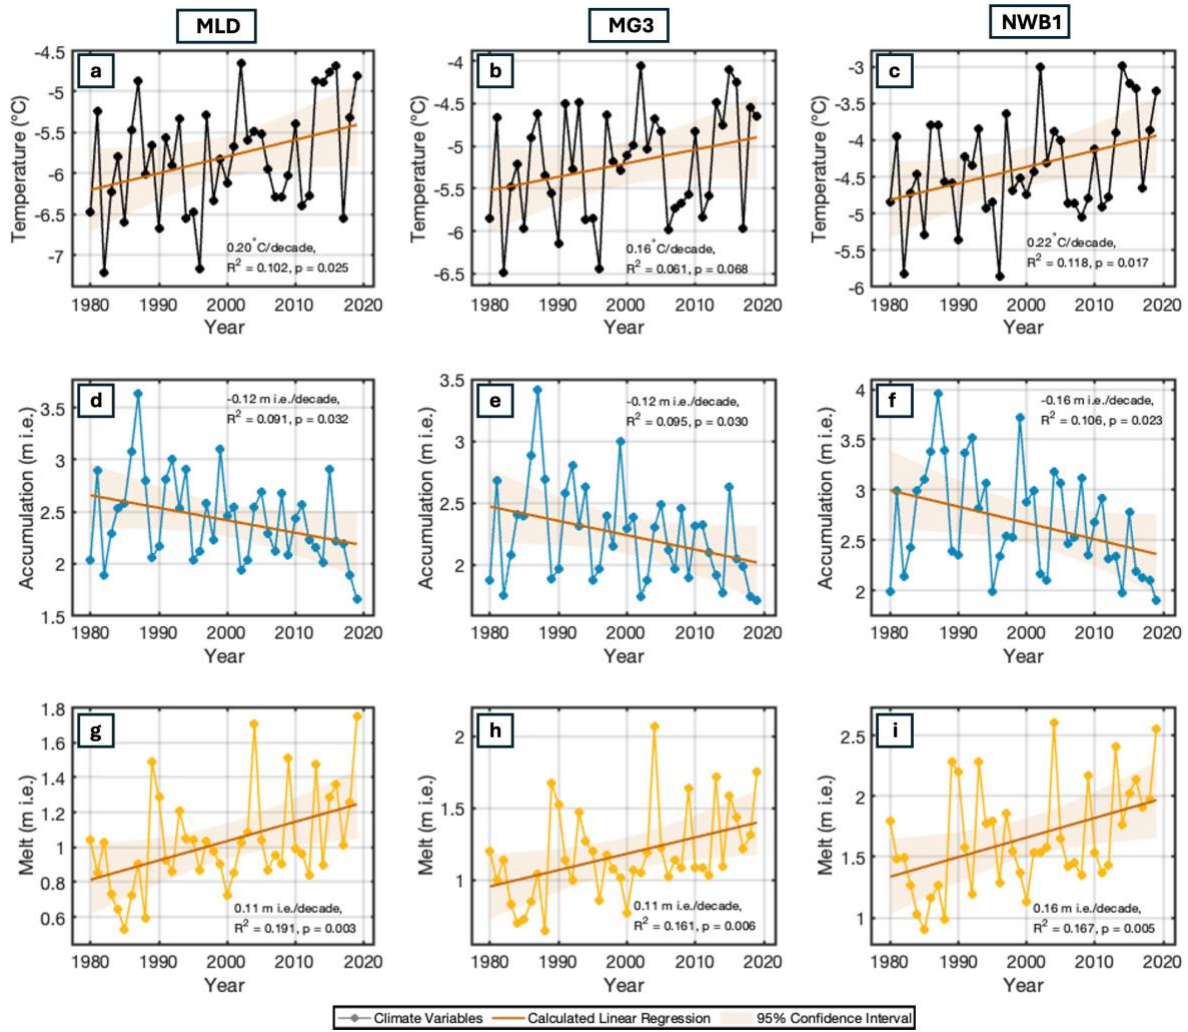 MLD
MG3
NWB1
a
Temperature (°C)
-4.5
-5
-5.5
-6
-6.5
-7
0.20°C/decade,
R² = 0.102, p = 0.025
1980 1990 2000 2010 2020
Year
b
Temperature (°C)
-4
-4.5
-5
-5.5
-6
-6.5
0.16°C/decade,
R² = 0.061, p = 0.068
1980 1990 2000 2010 2020
Year
c
Temperature (°C)
-3
-3.5
-4
-4.5
-5
-5.5
-6
0.22°C/decade,
R² = 0.118, p = 0.017
1980 1990 2000 2010 2020
Year
d
Accumulation (m i.e.)
3.5
3
2.5
2
1.5
-0.12 m i.e./decade,
R² = 0.091, p = 0.032
1980 1990 2000 2010 2020
Year
e
Accumulation (m i.e.)
3.5
3
2.5
2
-0.12 m i.e./decade,
R² = 0.095, p = 0.030
1980 1990 2000 2010 2020
Year
f
Accumulation (m i.e.)
4
3.5
3
2.5
2
-0.16 m i.e./decade,
R² = 0.106, p = 0.023
1980 1990 2000 2010 2020
Year
g
Melt (m i.e.)
1.8
1.6
1.4
1.2
1
0.8
0.6
0.11 m i.e./decade,
R² = 0.191, p = 0.003
1980 1990 2000 2010 2020
Year
h
Melt (m i.e.)
2
1.5
1
0.11 m i.e./decade,
R² = 0.161, p = 0.006
1980 1990 2000 2010 2020
Year
i
Melt (m i.e.)
2.5
2
1.5
1
0.16 m i.e./decade,
R² = 0.167, p = 0.005
1980 1990 2000 2010 2020
Year
Climate Variables Calculated Linear Regression 95% Confidence Interval